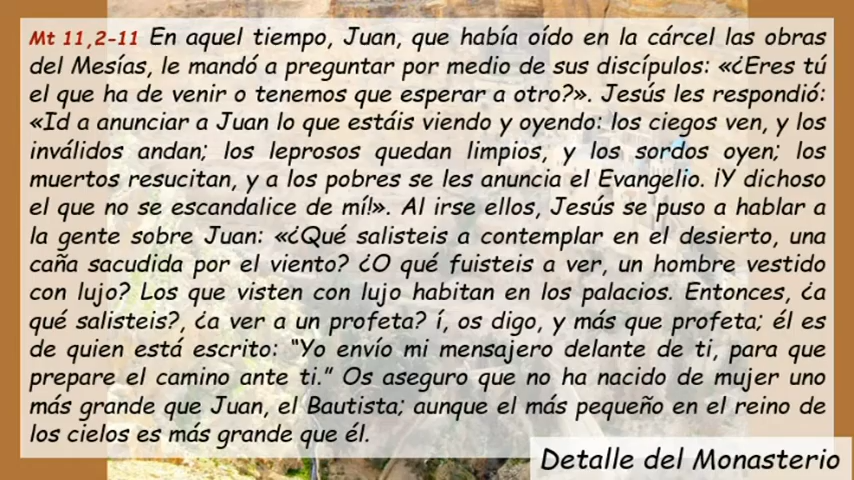 Mt 11,2-11 En aquel tiempo, Juan, que había oído en la cárcel las obras
del Mesías, le mandó a preguntar por medio de sus discípulos: «¿Eres tú
el que ha de venir o tenemos que esperar a otro?». Jesús les respondió:
«Id a anunciar a Juan lo que estáis viendo y oyendo: los ciegos ven, y los
inválidos andan; los leprosos quedan limpios, y los sordos oyen; los
muertos resucitan, y a los pobres se les anuncia el Evangelio. ¡Y dichoso
el que no se escandalice de mí!». Al irse ellos, Jesús se puso a hablar a
la gente sobre Juan: «¿Qué salisteis a contemplar en el desierto, una
caña sacudida por el viento? ¿O qué fuisteis a ver, un hombre vestido
con lujo? Los que visten con lujo habitan en los palacios. Entonces, ¿a
qué salisteis?, ¿a ver a un profeta? í, os digo, y más que profeta; él es
de quien está escrito: “Yo envío mi mensajero delante de ti, para que
prepare el camino ante ti.” Os aseguro que no ha nacido de mujer uno
más grande que Juan, el Bautista; aunque el más pequeño en el reino de
los cielos es más grande que él.
Detalle del Monasterio